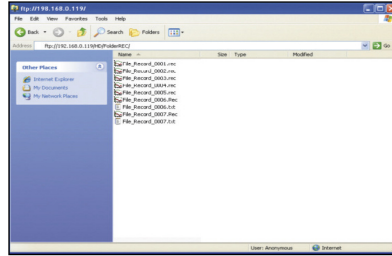 ftp://198.168.0.119/
File Edit View Favorites Tools Help
Back Search Folders
Address ftp://192.168.0.119/HD/FolderREC/ Go
Name Size Type Modified
Other Places
Internet Explorer
My Documents
My Network Places
File_Record_0001.rec
File_Record_0002.rec
File_Record_0003.rec
File_Record_0004.rec
File_Record_0005.rec
File_Record_0006.Rec
File_Record_0006.txt
File_Record_0007.Rec
File_Record_0007.txt
User: Anonymous Internet